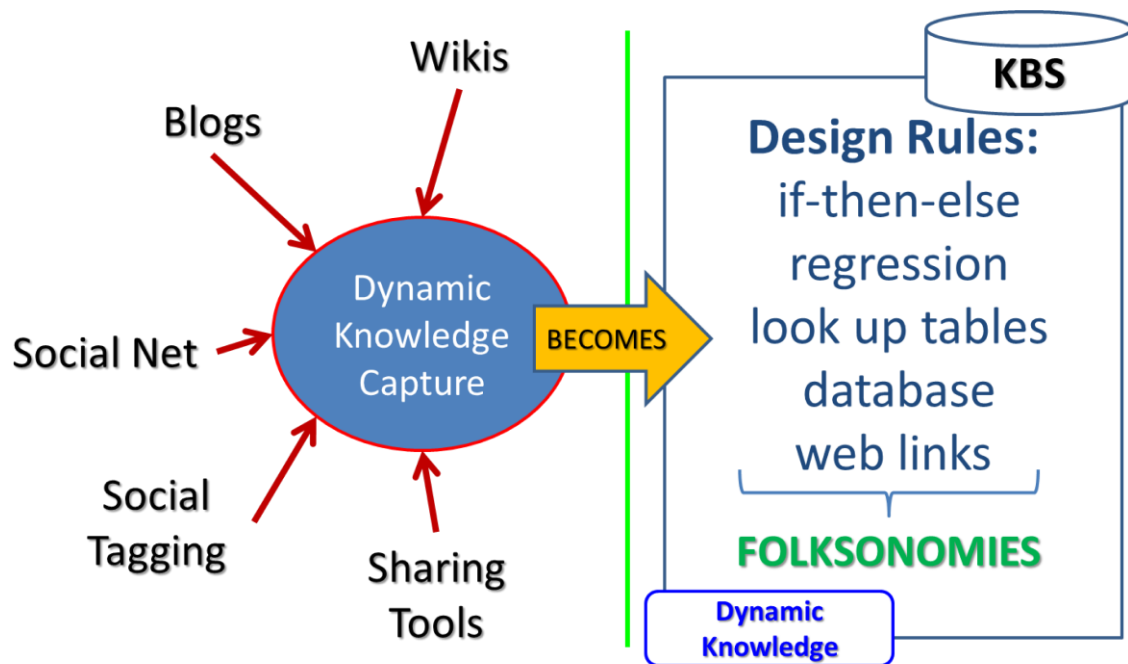 Wikis
Blogs
Social Net
Social
Tagging
Sharing
Tools
Dynamic
Knowledge
Capture
BECOMES
KBS
Design Rules:
if-then-else
regression
look up tables
database
web links
FOLKSONOMIES
Dynamic
Knowledge